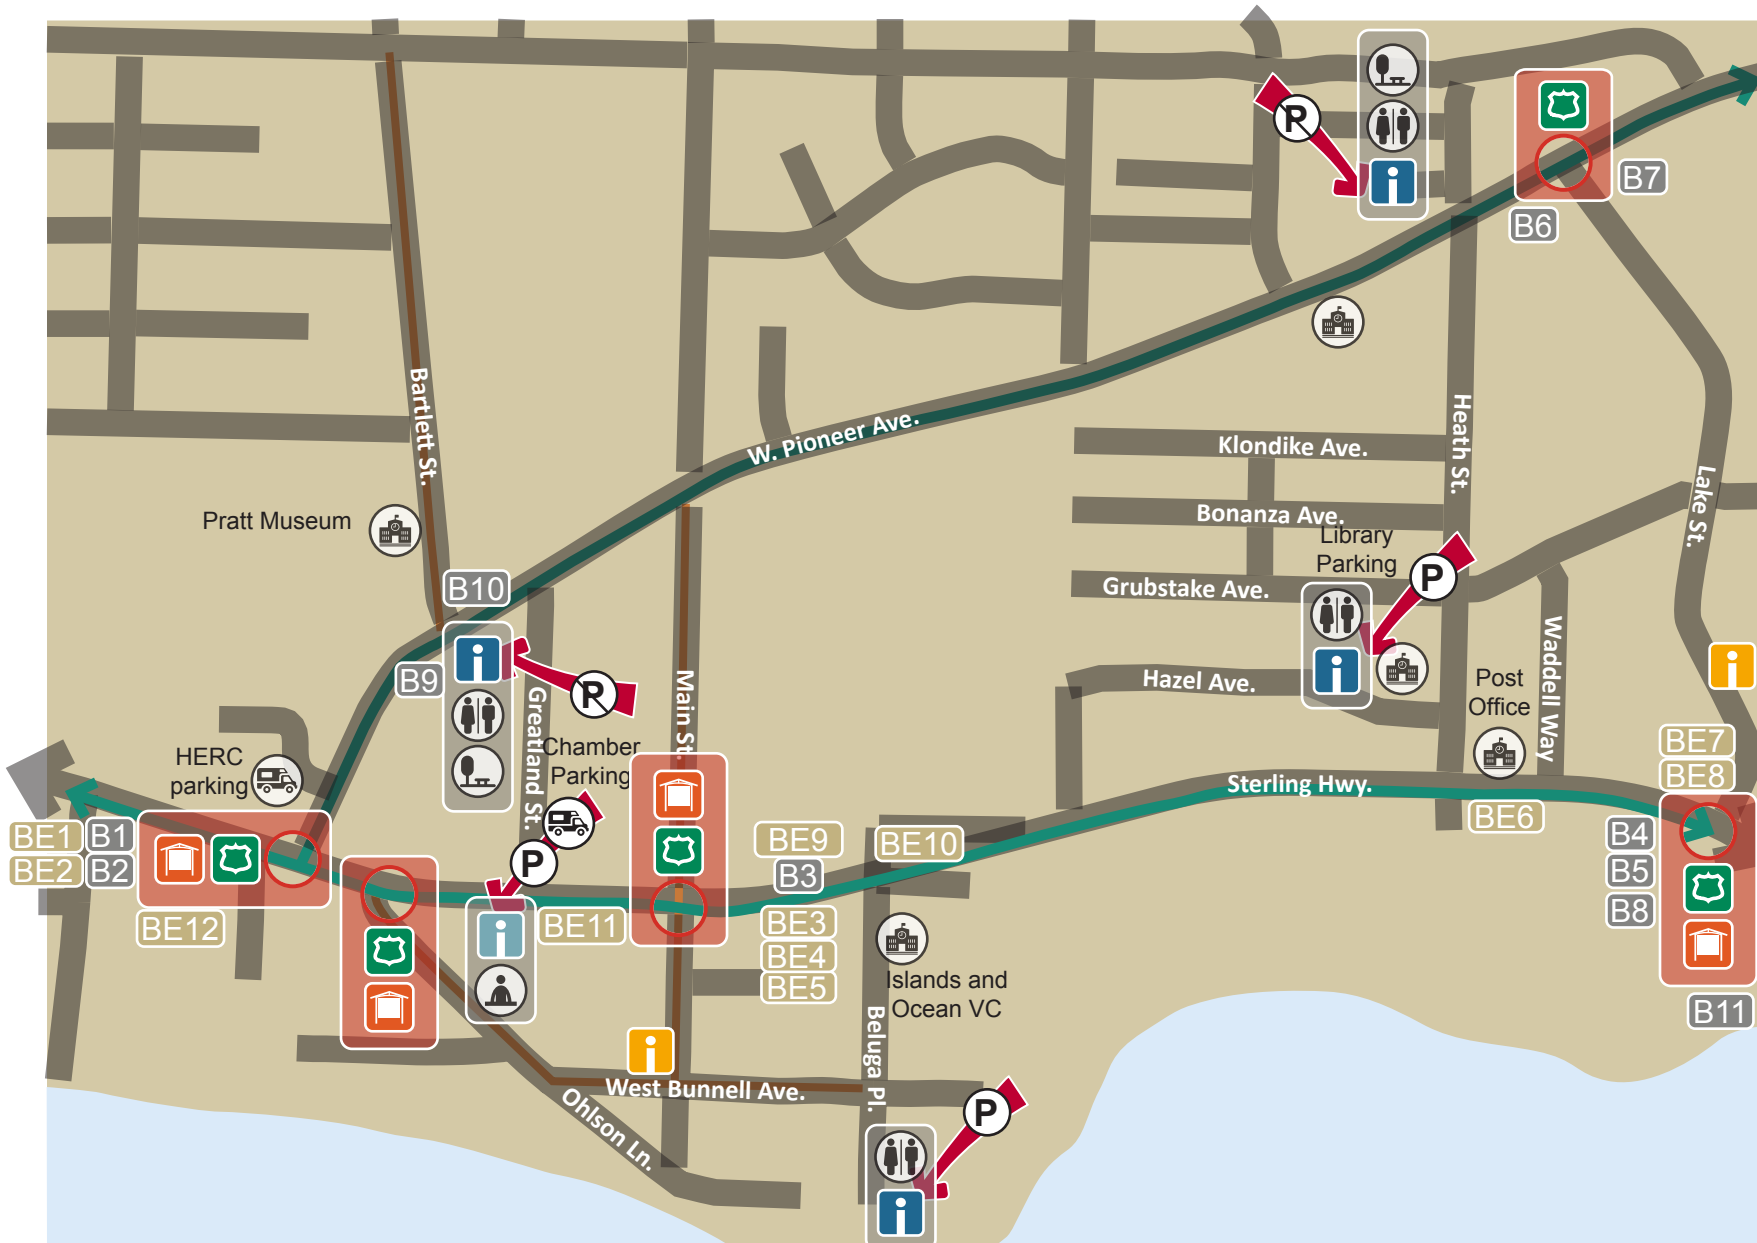 P
B7
B6
Bartlett St.
W. Pioneer Ave.
Klondike Ave.
Heath St.
Lake St.
Pratt Museum
Bonanza Ave.
Library
Parking
P
Grubstake Ave.
B10
B9
P
Hazel Ave.
Waddell Way
Post
Office
Main St.
Greatland St.
Chamber
Parking
HERC
parking
BE7
BE8
Sterling Hwy.
BE6
BE1
B1
BE2
B2
P
BE9
BE10
B3
B4
B5
B8
BE12
BE11
BE3
BE4
BE5
Islands and
Ocean VC
B11
Beluga Pl.
West Bunnell Ave.
Ohlson Ln.
P